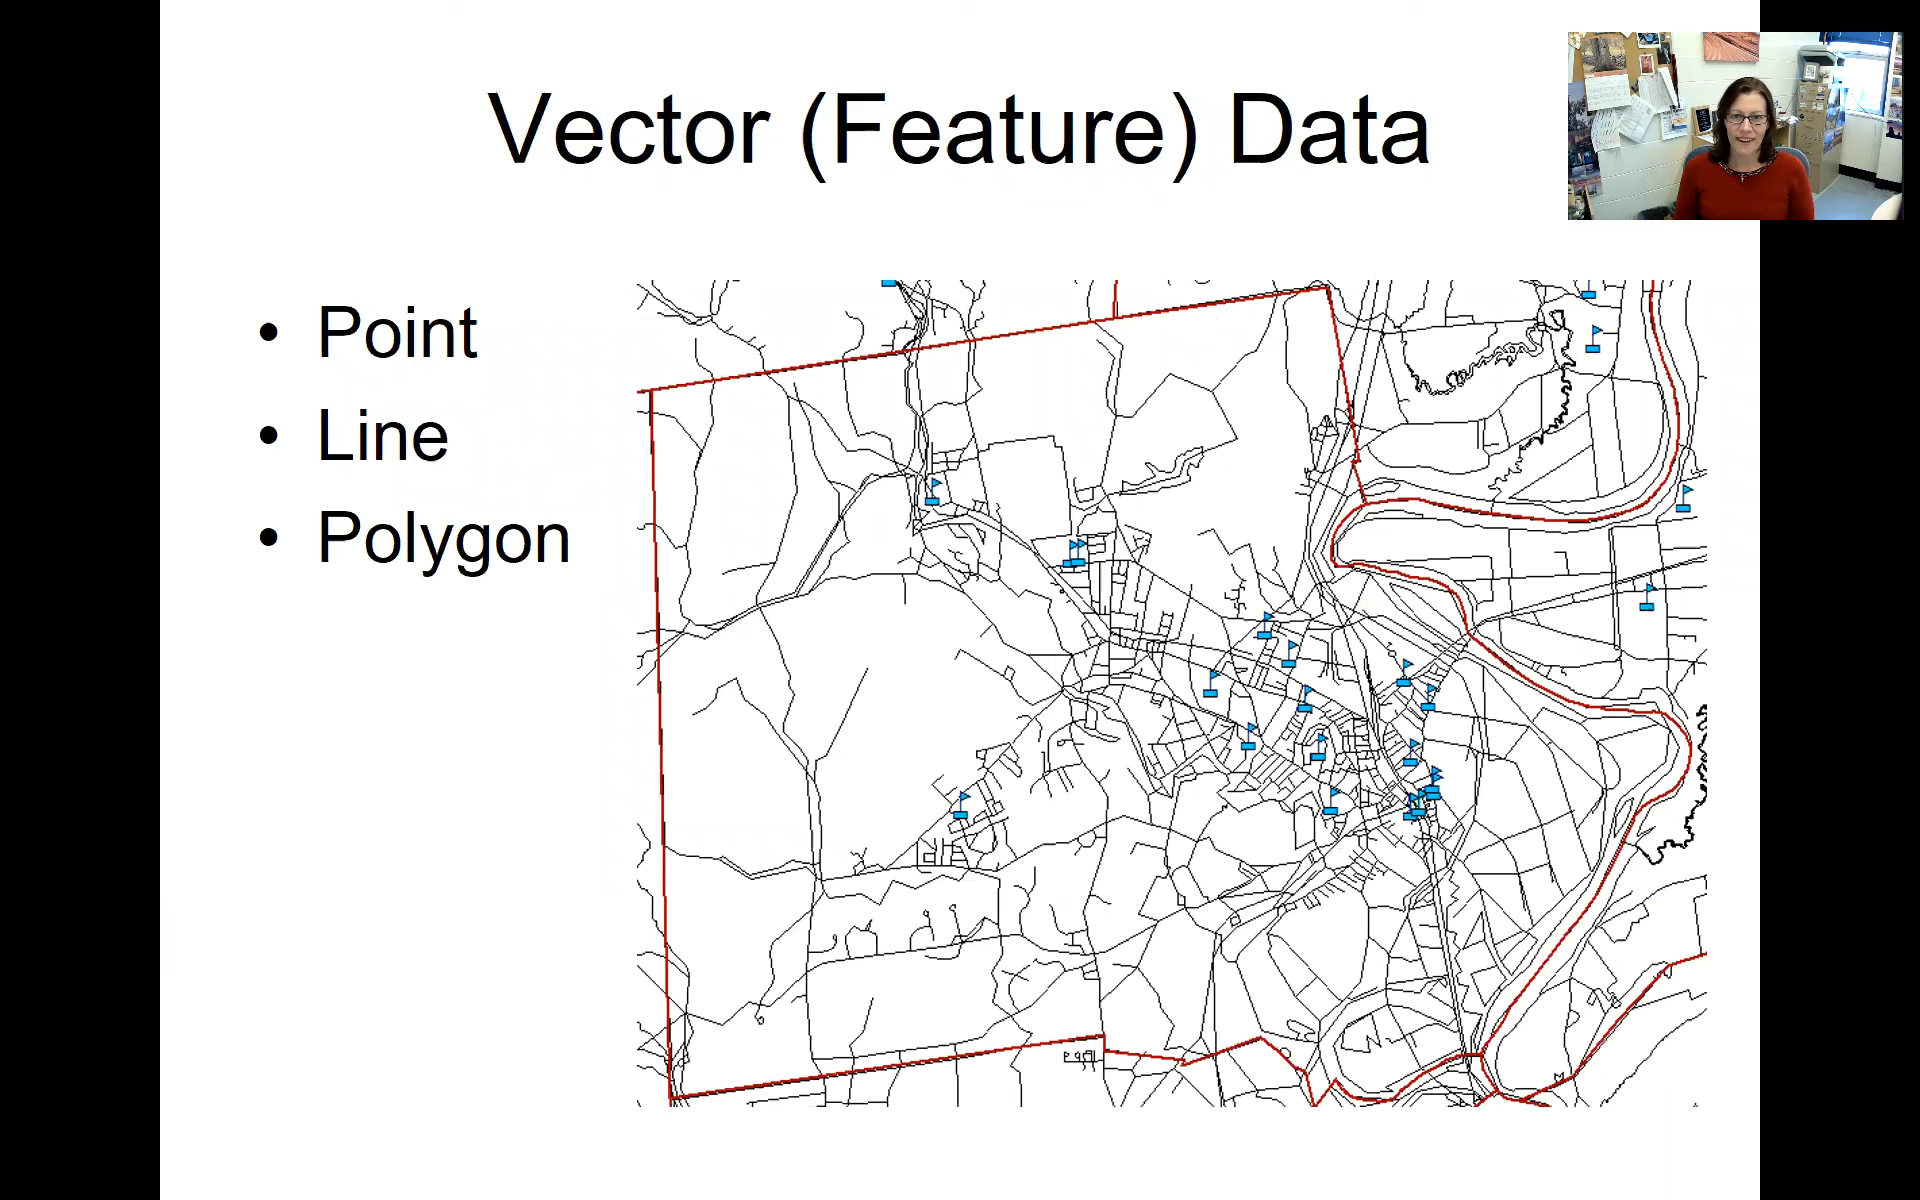 Vector (Feature) Data
• Point
• Line
• Polygon